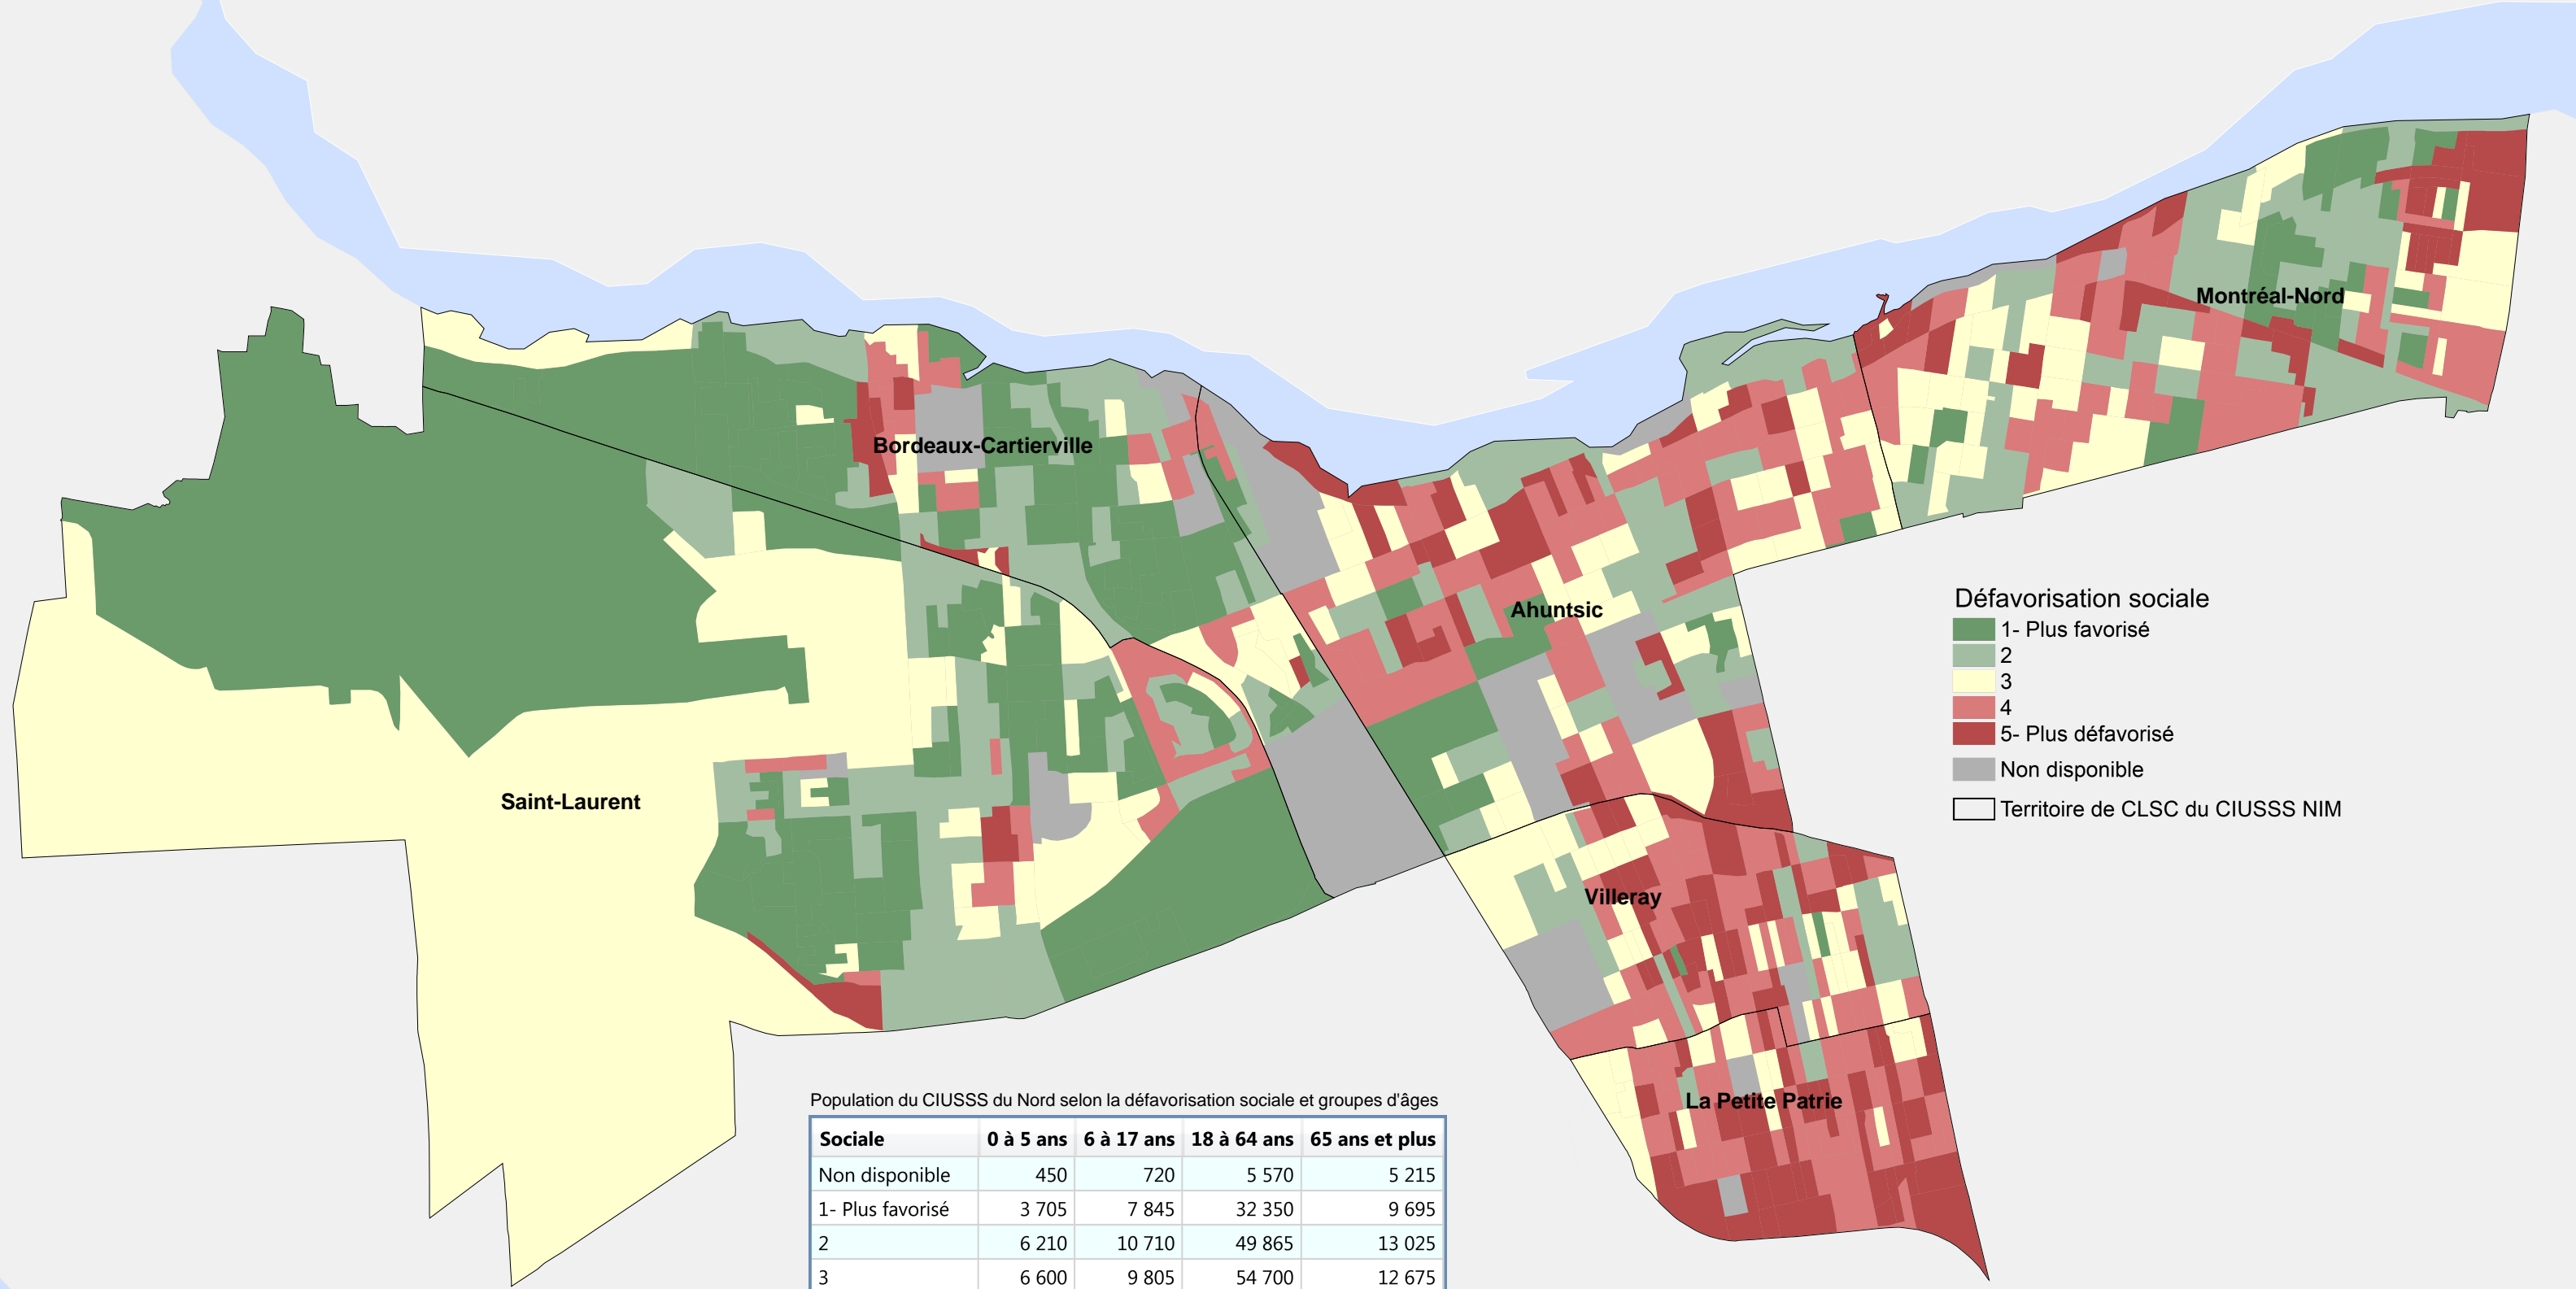 Montréal-Nord
Bordeaux-Cartierville
Ahuntsic
Saint-Laurent
Villeray
La Petite Patrie
Défavorisation sociale
1- Plus favorisé
2
3
4
5- Plus défavorisé
Non disponible
Territoire de CLSC du CIUSSS NIM
Population du CIUSSS du Nord selon la défavorisation sociale et groupes d'âges
Sociale 0 à 5 ans 6 à 17 ans 18 à 64 ans 65 ans et plus
Non disponible 450 720 5 570 5 215
1- Plus favorisé 3 705 7 845 32 350 9 695
2 6 210 10 710 49 865 13 025
3 6 600 9 805 54 700 12 675